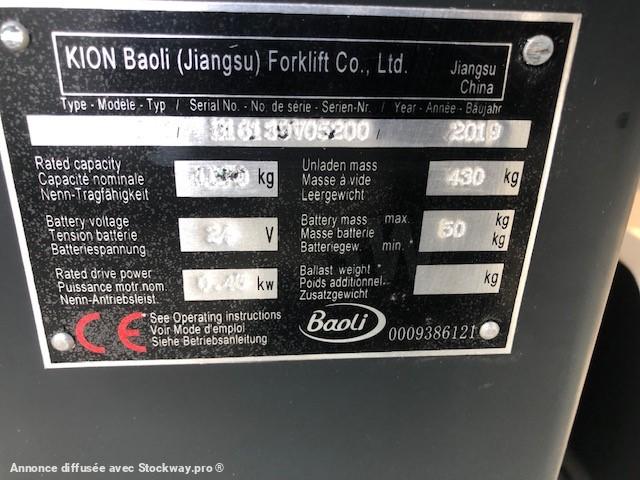 KION Baoli (Jiangsu) Forklift Co., Ltd.
Jiangsu
China
Type - Modèle - Typ / Serial No. - No. de série - Serien-Nr. / Year - Année - Baujahr
/ / 2019
Rated capacity
Capacité nominale
Nenn-Tragfähigkeit
kg
Unladen mass
Masse à vide
Leergewicht
430 kg
Battery voltage
Tension batterie
Batteriespannung
24 V
Battery mass max.
Masse batterie
Batteriegew. min.
50 kg
kg
Rated drive power
Puissance motr.nom.
Nenn-Antriebsleist.
kw
Ballast weight
Poids additionnel
Zusatzgewicht
kg
CE
See Operating instructions
Voir Mode d'emploi
Siehe Betriebsanleitung
Baoli
0009386121
Annonce diffusée avec Stockway.pro ®